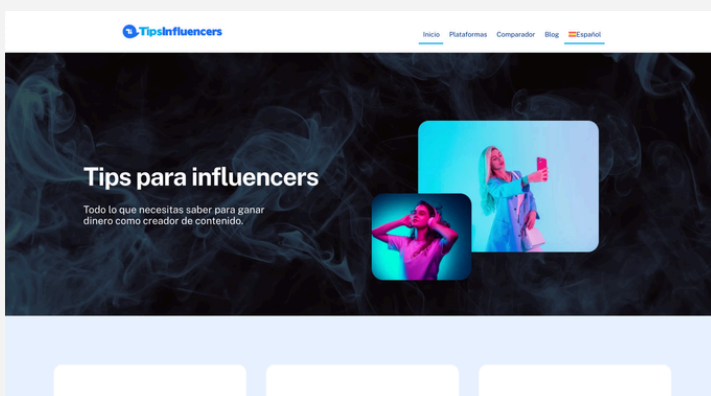 TipsInfluencers
Inicio Plataformas Comparador Blog Español
Tips para influencers
Todo lo que necesitas saber para ganar
dinero como creador de contenido.